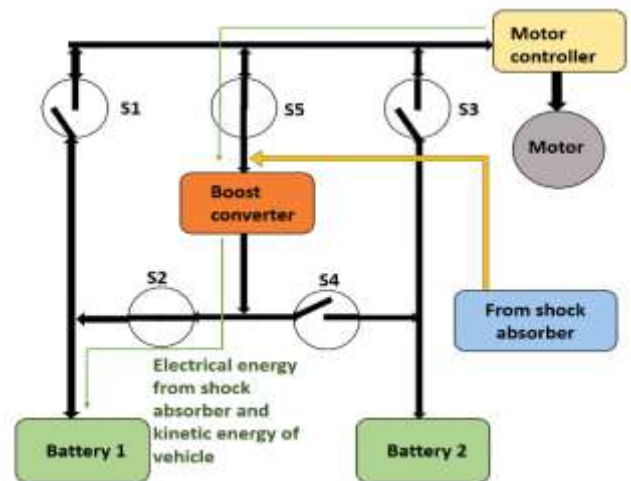 Motor
controller
S1
S5
S3
Motor
Boost
converter
S2
S4
From shock
absorber
Electrical energy
from shock
absorber and
kinetic energy of
vehicle
Battery 1
Battery 2